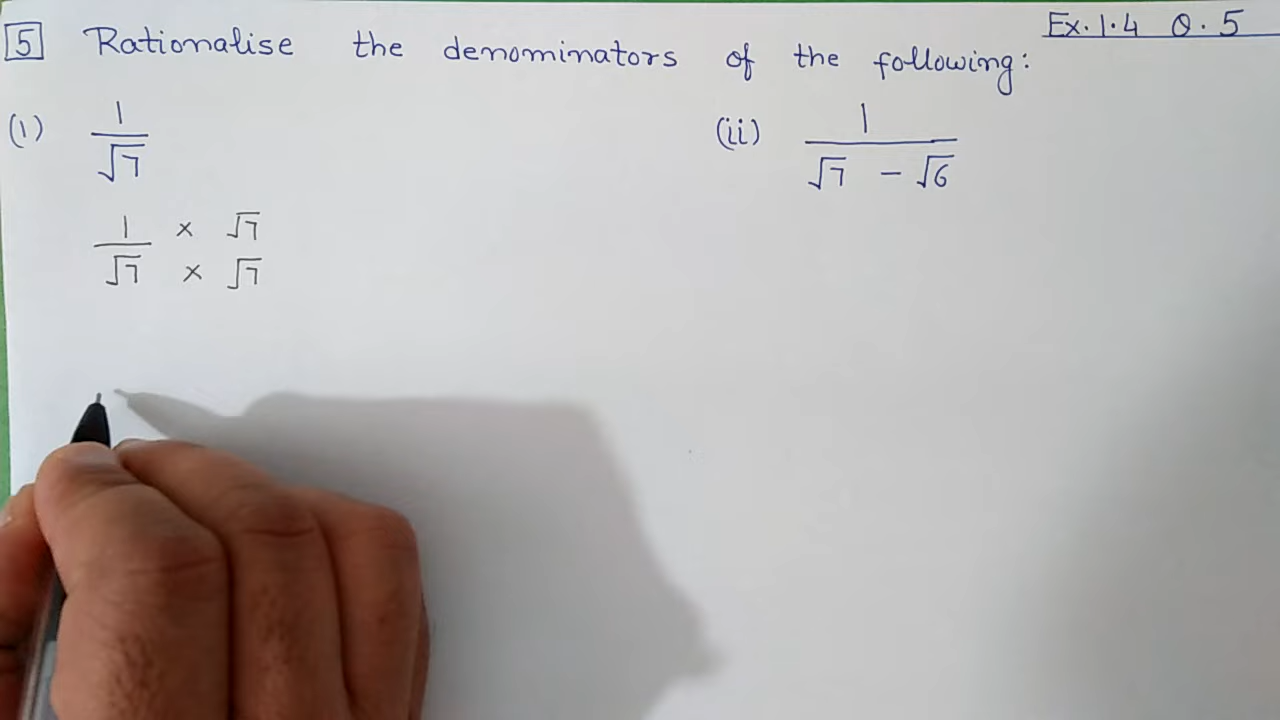 Ex. 1.4 Q. 5
5 Rationalise the denominators of the following:
(i) 1/√7
(ii) 1/(√7 - √6)
1 × √7
√7 × √7